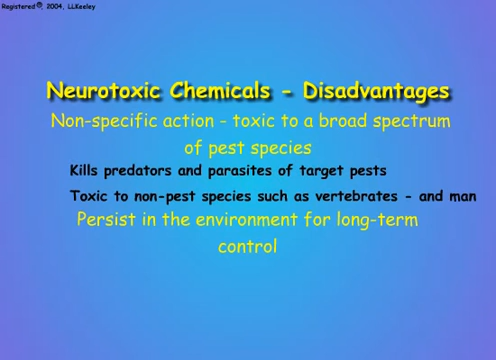 Registered®, 2004, LLKeeley
Neurotoxic Chemicals - Disadvantages
Non-specific action - toxic to a broad spectrum
of pest species
Kills predators and parasites of target pests
Toxic to non-pest species such as vertebrates - and man
Persist in the environment for long-term
control